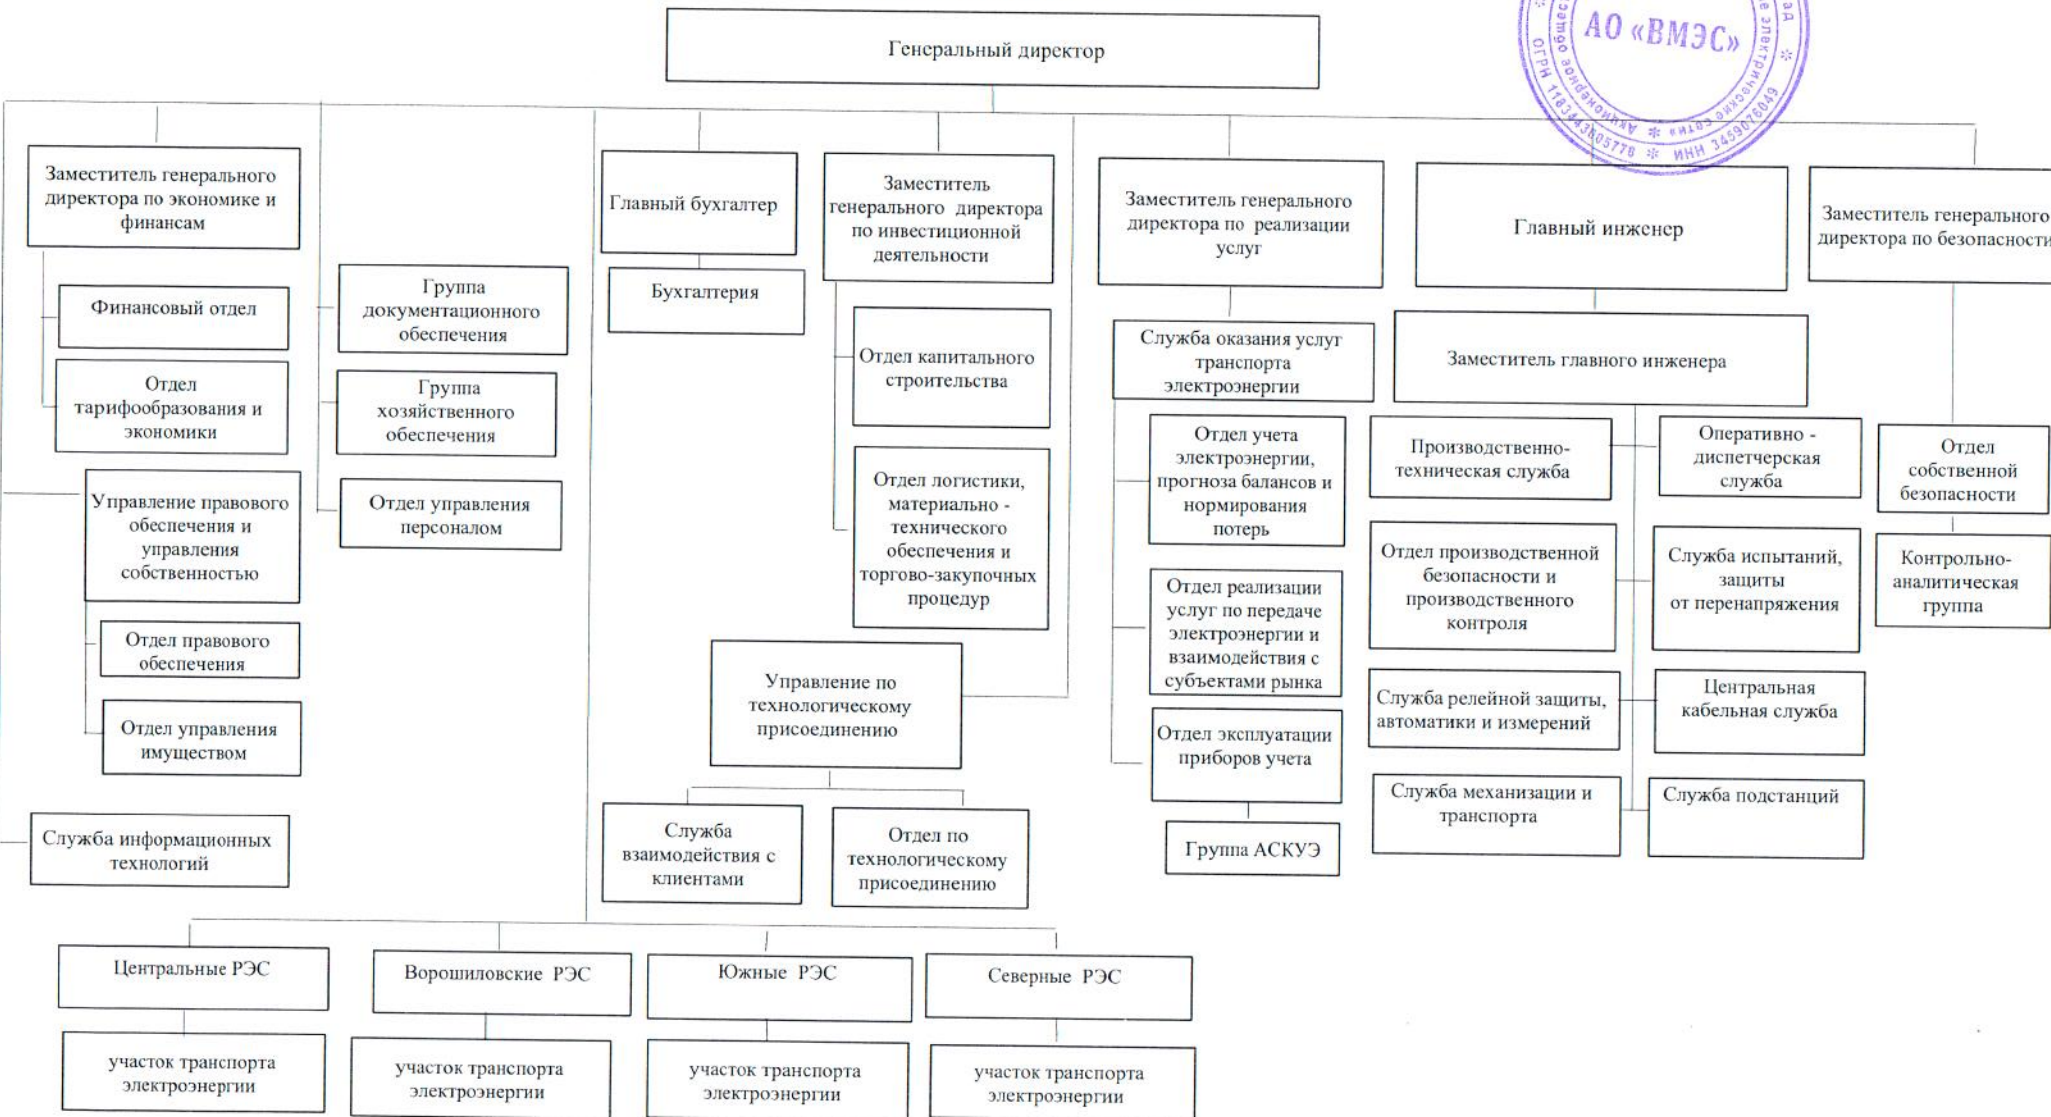 Генеральный директор
АО «ВМЭС»
ОГРН
ИНН 3459076049
Акционерное общес
электрические сети»
Заместитель генерального
директора по экономике и
финансам
Финансовый отдел
Отдел
тарифообразования и
экономики
Управление правового
обеспечения и
управления
собственностью
Отдел правового
обеспечения
Отдел управления
имуществом
Служба информационных
технологий
Группа
документационного
обеспечения
Группа
хозяйственного
обеспечения
Отдел управления
персоналом
Главный бухгалтер
Бухгалтерия
Заместитель
генерального директора
по инвестиционной
деятельности
Отдел капитального
строительства
Отдел логистики,
материально -
технического
обеспечения и
торгово-закупочных
процедур
Управление по
технологическому
присоединению
Служба
взаимодействия с
клиентами
Отдел по
технологическому
присоединению
Заместитель генерального
директора по реализации
услуг
Служба оказания услуг
транспорта
электроэнергии
Отдел учета
электроэнергии,
прогноза балансов и
нормирования
потерь
Отдел реализации
услуг по передаче
электроэнергии и
взаимодействия с
субъектами рынка
Отдел эксплуатации
приборов учета
Группа АСКУЭ
Главный инженер
Заместитель главного инженера
Производственно-
техническая служба
Оперативно -
диспетчерская
служба
Отдел производственной
безопасности и
производственного
контроля
Служба испытаний,
защиты
от перенапряжения
Служба релейной защиты,
автоматики и измерений
Центральная
кабельная служба
Служба механизации и
транспорта
Служба подстанций
Заместитель генерального
директора по безопасности
Отдел
собственной
безопасности
Контрольно-
аналитическая
группа
Центральные РЭС
участок транспорта
электроэнергии
Ворошиловские РЭС
участок транспорта
электроэнергии
Южные РЭС
участок транспорта
электроэнергии
Северные РЭС
участок транспорта
электроэнергии